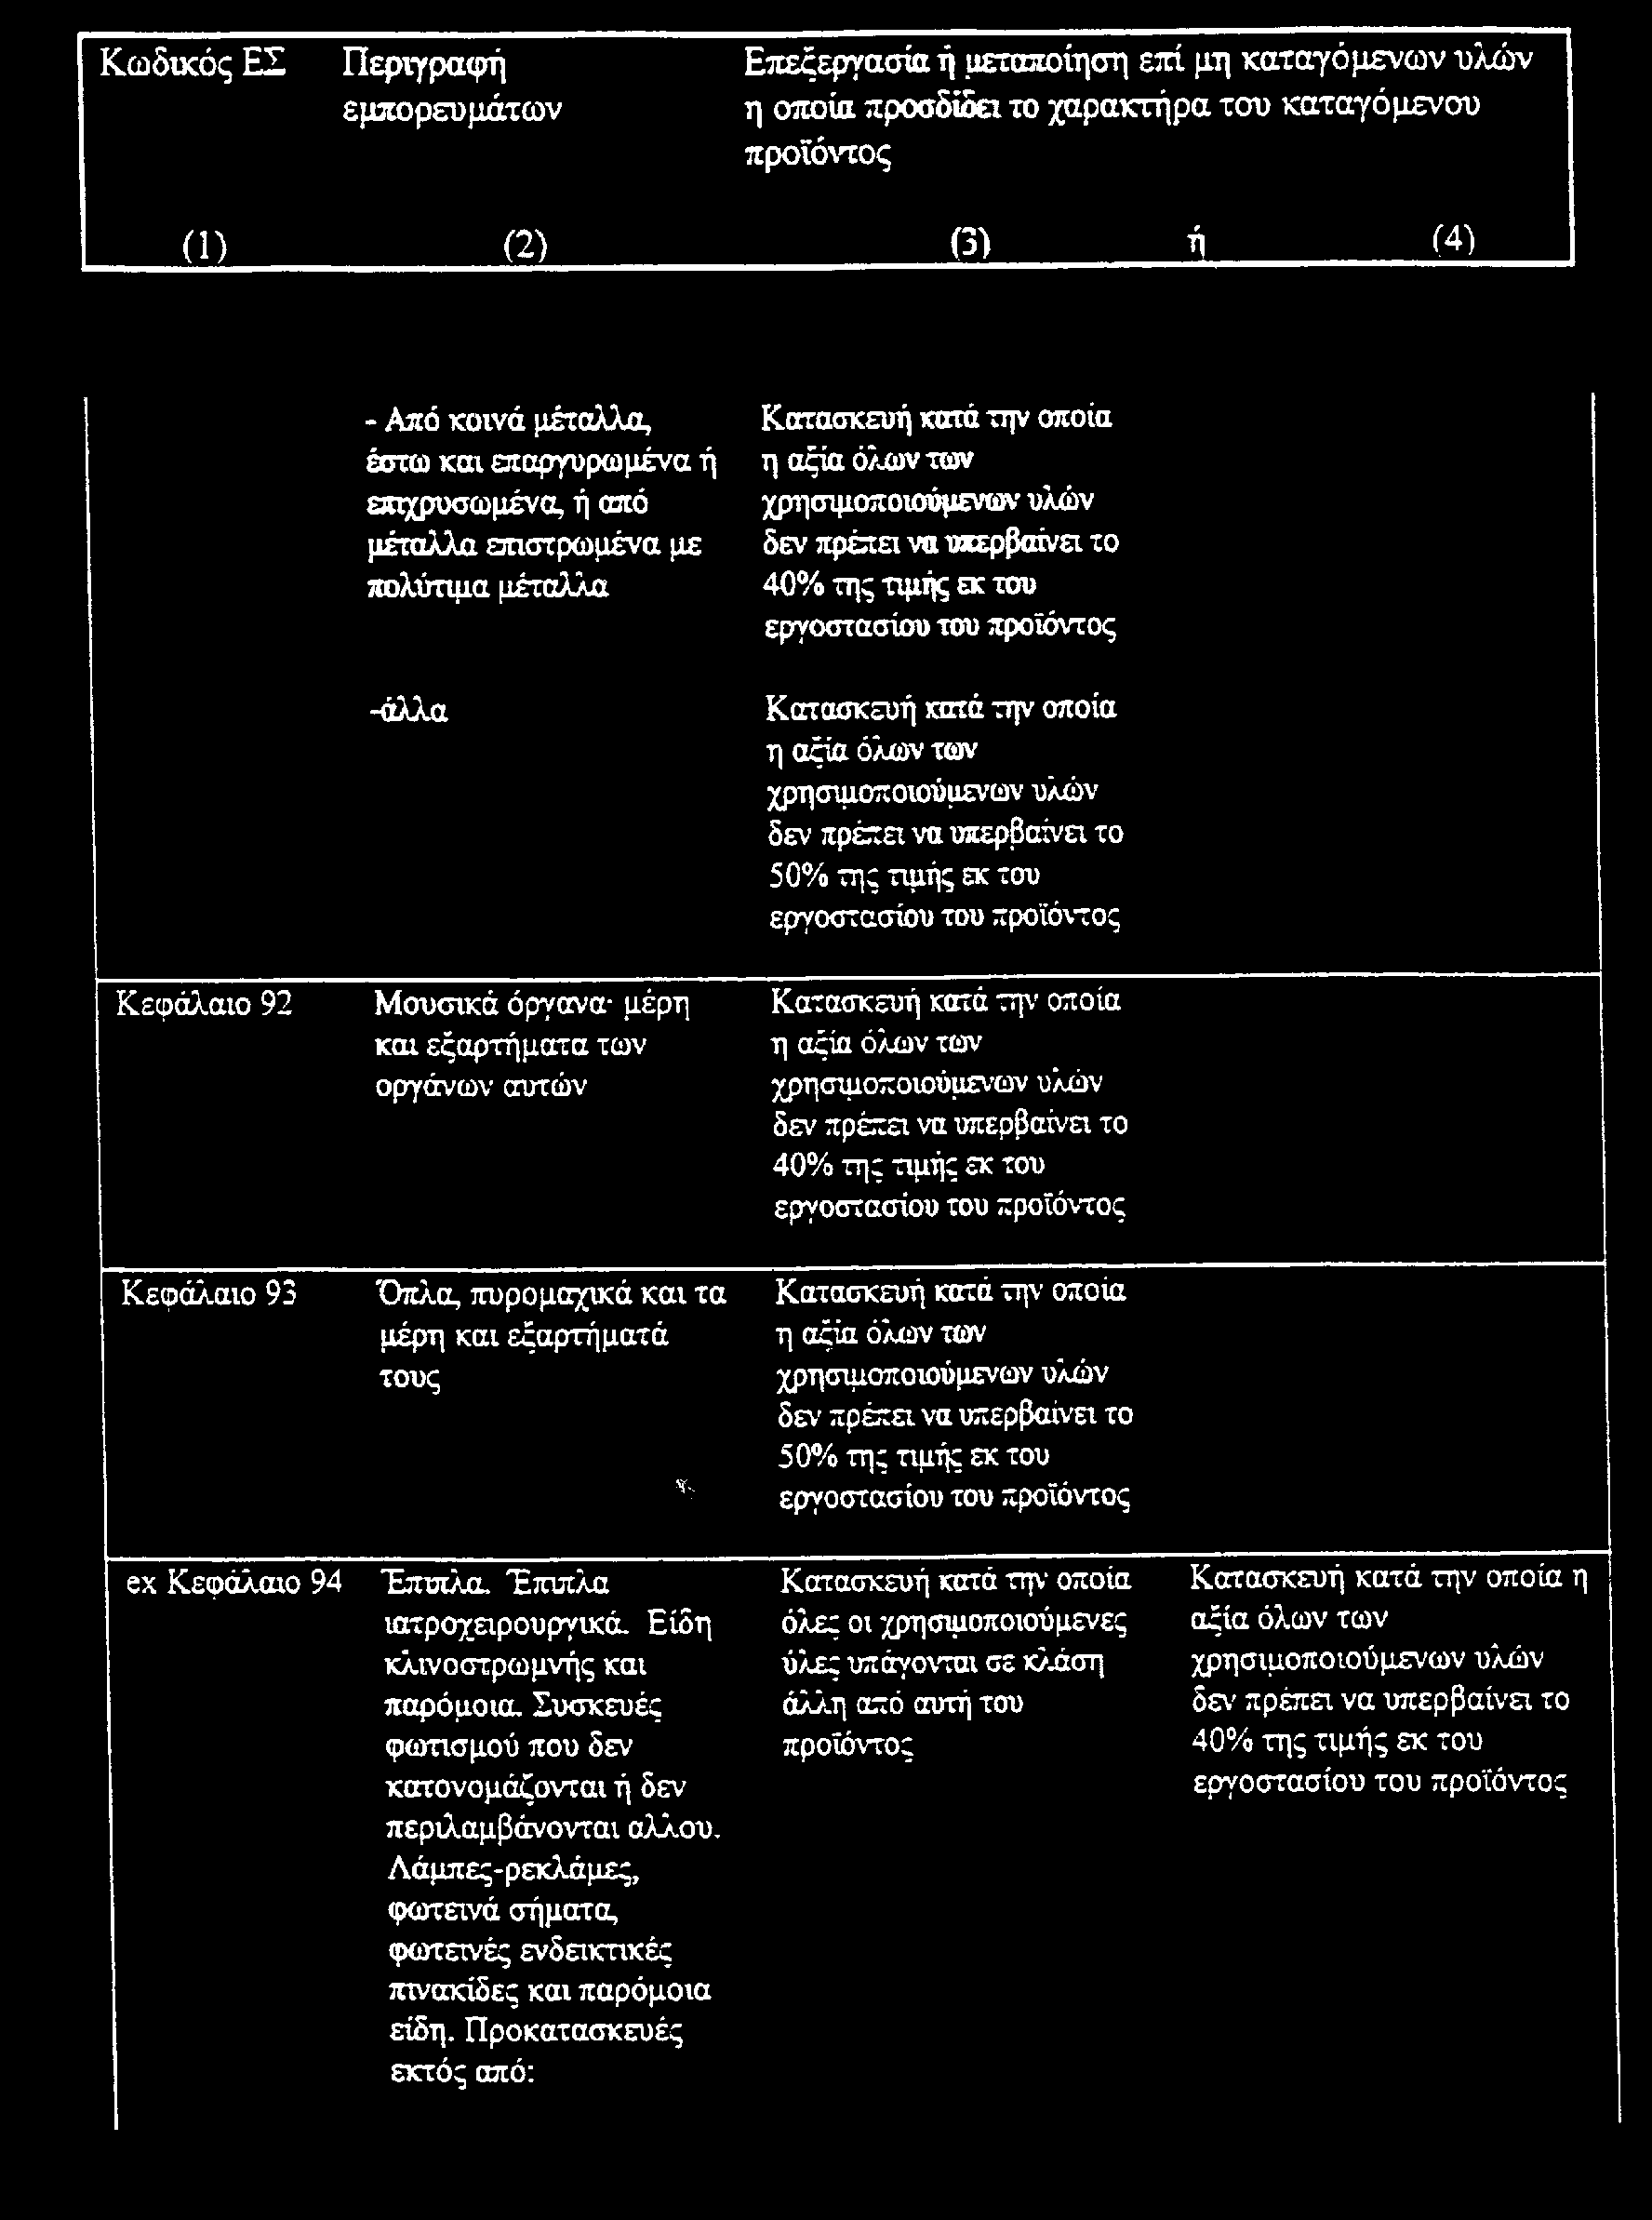 Κωδικός ΕΣ
Περιγραφή
εμπορευμάτων
Επεξεργασία ή μεταποίηση επί μη καταγόμενων υλών
η οποία προσδίδει το χαρακτήρα του καταγόμενου
προϊόντος
(1)
(2)
(3)
ή
(4)
- Από κοινά μέταλλα,
έστω και επαργυρωμένα ή
επιχρυσωμένα, ή από
μέταλλα επιστρωμένα με
πολύτιμα μέταλλα
Κατασκευή κατά την οποία
η αξία όλων των
χρησιμοποιούμενων υλών
δεν πρέπει να υπερβαίνει το
40% της τιμής εκ του
εργοστασίου του προϊόντος
-άλλα
Κατασκευή κατά την οποία
η αξία όλων των
χρησιμοποιούμενων υλών
δεν πρέπει να υπερβαίνει το
50% της τιμής εκ του
εργοστασίου του προϊόντος
Κεφάλαιο 92
Μουσικά όργανα· μέρη
και εξαρτήματα των
οργάνων αυτών
Κατασκευή κατά την οποία
η αξία όλων των
χρησιμοποιούμενων υλών
δεν πρέπει να υπερβαίνει το
40% της τιμής εκ του
εργοστασίου του προϊόντος
Κεφάλαιο 93
Όπλα, πυρομαχικά και τα
μέρη και εξαρτήματά
τους
Κατασκευή κατά την οποία
η αξία όλων των
χρησιμοποιούμενων υλών
δεν πρέπει να υπερβαίνει το
50% της τιμής εκ του
εργοστασίου του προϊόντος
ex Κεφάλαιο 94
Έπιπλα. Έπιπλα
ιατροχειρουργικά. Είδη
κλινοστρωμνής και
παρόμοια. Συσκευές
φωτισμού που δεν
κατονομάζονται ή δεν
περιλαμβάνονται αλλού.
Λάμπες-ρεκλάμες,
φωτεινά σήματα,
φωτεινές ενδεικτικές
πινακίδες και παρόμοια
είδη. Προκατασκευές
εκτός από:
Κατασκευή κατά την οποία
όλες οι χρησιμοποιούμενες
ύλες υπάγονται σε κλάση
άλλη από αυτή του
προϊόντος
Κατασκευή κατά την οποία η
αξία όλων των
χρησιμοποιούμενων υλών
δεν πρέπει να υπερβαίνει το
40% της τιμής εκ του
εργοστασίου του προϊόντος